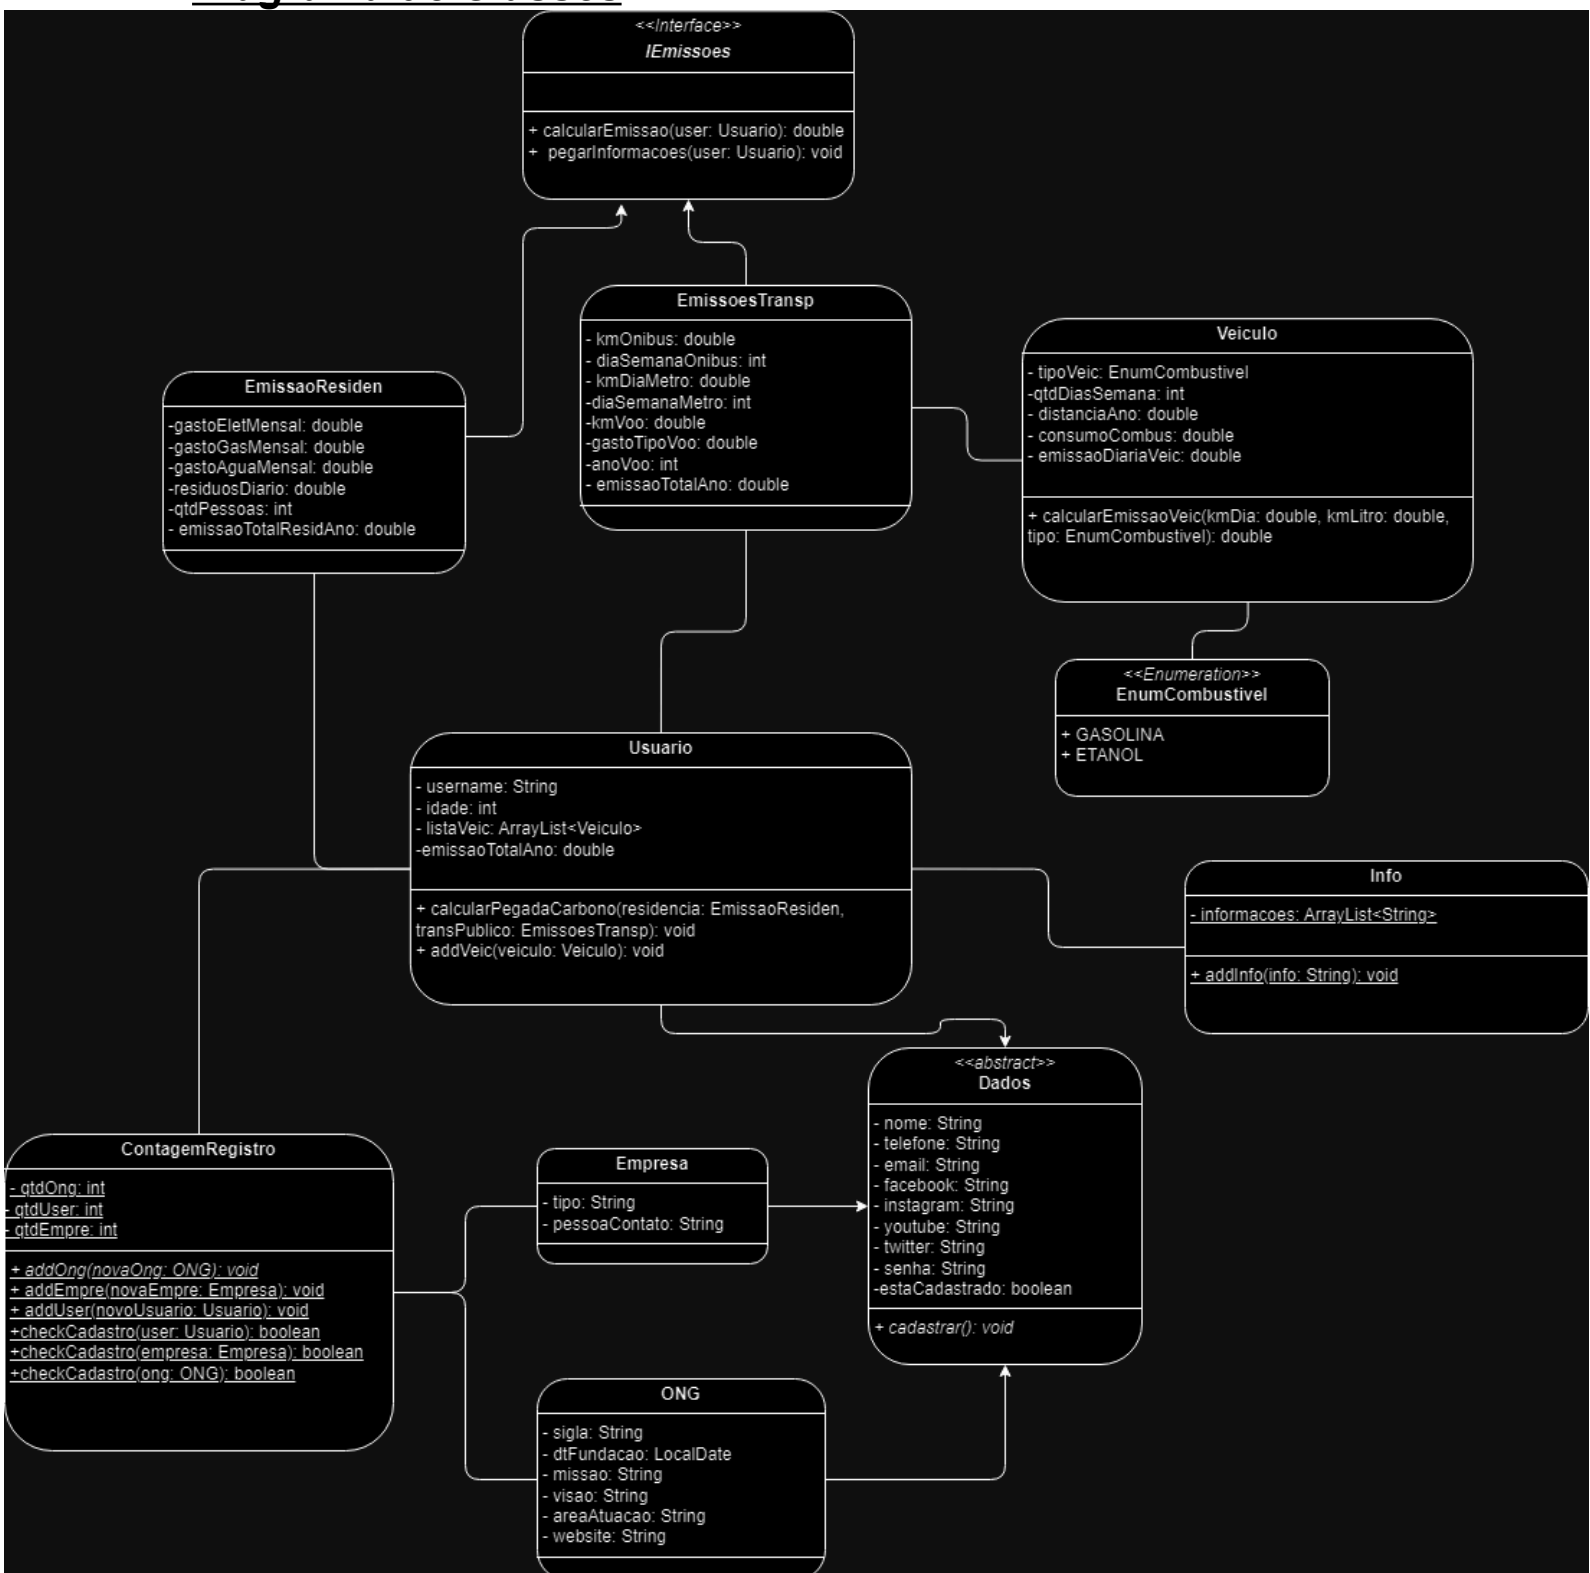 <<Interface>>
IEmissoes
+ calcularEmissao(user: Usuario): double
+ pegarInformacoes(user: Usuario): void
EmissoesTransp
- kmOnibus: double
- diaSemanaOnibus: int
- kmDiaMetro: double
-diaSemanaMetro: int
-kmVoo: double
-gastoTipoVoo: double
-anoVoo: int
- emissaoTotalAno: double
Veiculo
- tipoVeic: EnumCombustivel
-qtdDiasSemana: int
- distanciaAno: double
- consumoCombus: double
- emissaoDiariaVeic: double
+ calcularEmissaoVeic(kmDia: double, kmLitro: double,
tipo: EnumCombustivel): double
EmissaoResiden
-gastoEletMensal: double
-gastoGasMensal: double
-gastoAguaMensal: double
-residuosDiario: double
-qtdPessoas: int
- emissaoTotalResidAno: double
<<Enumeration>>
EnumCombustivel
+ GASOLINA
+ ETANOL
Usuario
- username: String
- idade: int
- listaVeic: ArrayList<Veiculo>
-emissaoTotalAno: double
+ calcularPegadaCarbono(residencia: EmissaoResiden,
transPublico: EmissoesTransp): void
+ addVeic(veiculo: Veiculo): void
Info
- informacoes: ArrayList<String>
+ addInfo(info: String): void
<<abstract>>
Dados
- nome: String
- telefone: String
- email: String
- facebook: String
- instagram: String
- youtube: String
- twitter: String
- senha: String
-estaCadastrado: boolean
+ cadastrar(): void
ContagemRegistro
- qtdOng: int
- qtdUser: int
- qtdEmpre: int
+ addOng(novaOng: ONG): void
+ addEmpre(novaEmpre: Empresa): void
+ addUser(novoUsuario: Usuario): void
+checkCadastro(user: Usuario): boolean
+checkCadastro(empresa: Empresa): boolean
+checkCadastro(ong: ONG): boolean
Empresa
- tipo: String
- pessoaContato: String
ONG
- sigla: String
- dtFundacao: LocalDate
- missao: String
- visao: String
- areaAtuacao: String
- website: String